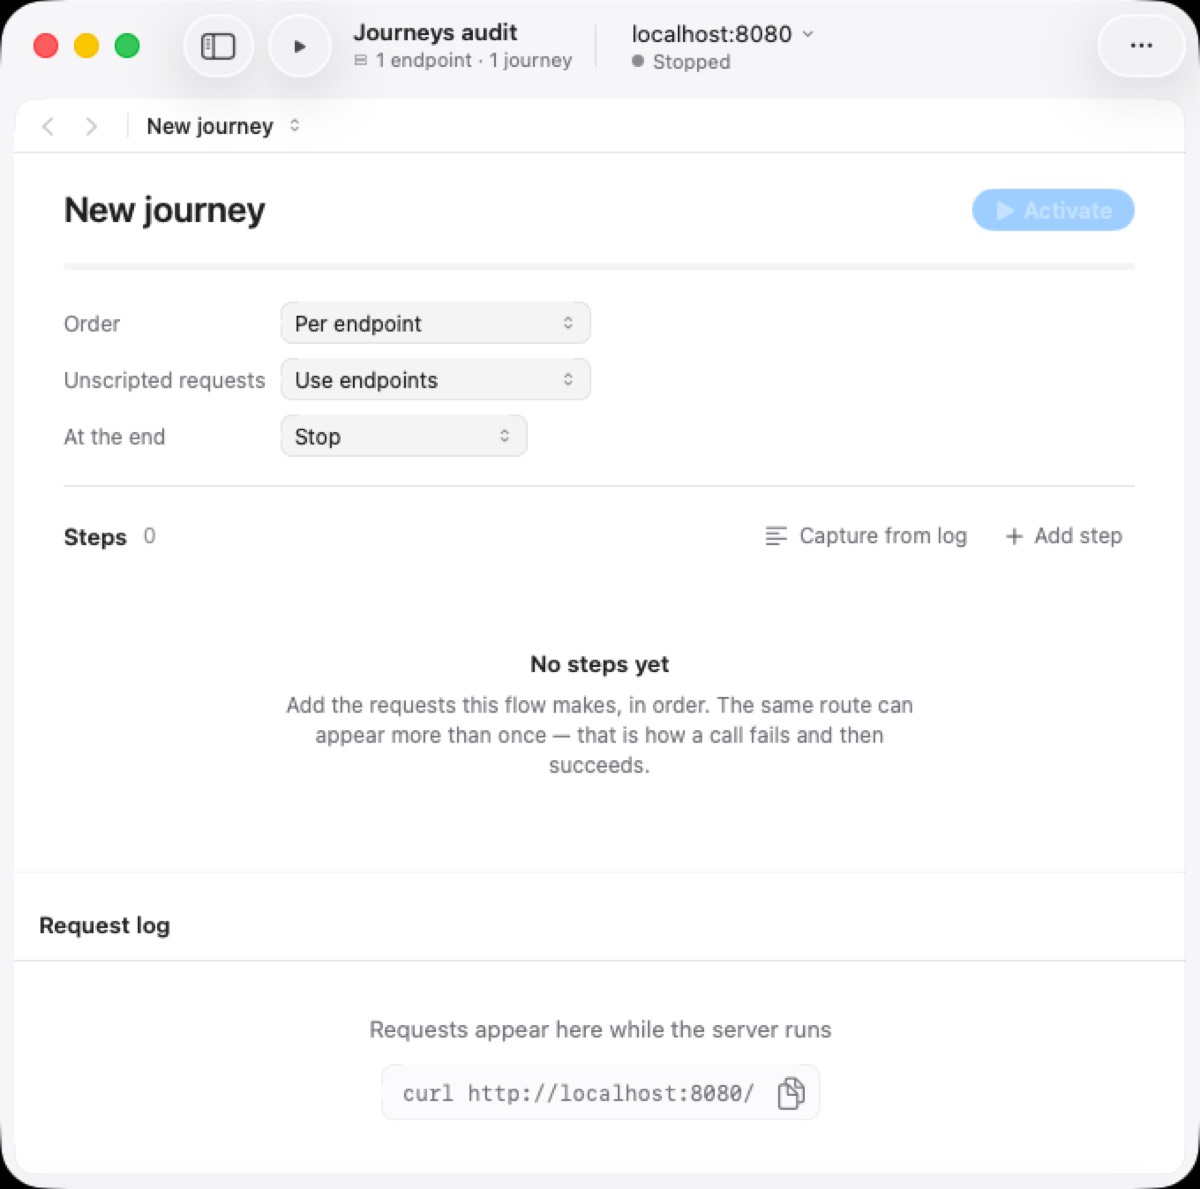 Journeys audit
1 endpoint · 1 journey
localhost:8080
Stopped
New journey
New journey
Activate
Order
Per endpoint
Unscripted requests
Use endpoints
At the end
Stop
Steps 0
Capture from log
Add step
No steps yet
Add the requests this flow makes, in order. The same route can
appear more than once — that is how a call fails and then
succeeds.
Request log
Requests appear here while the server runs
curl http://localhost:8080/